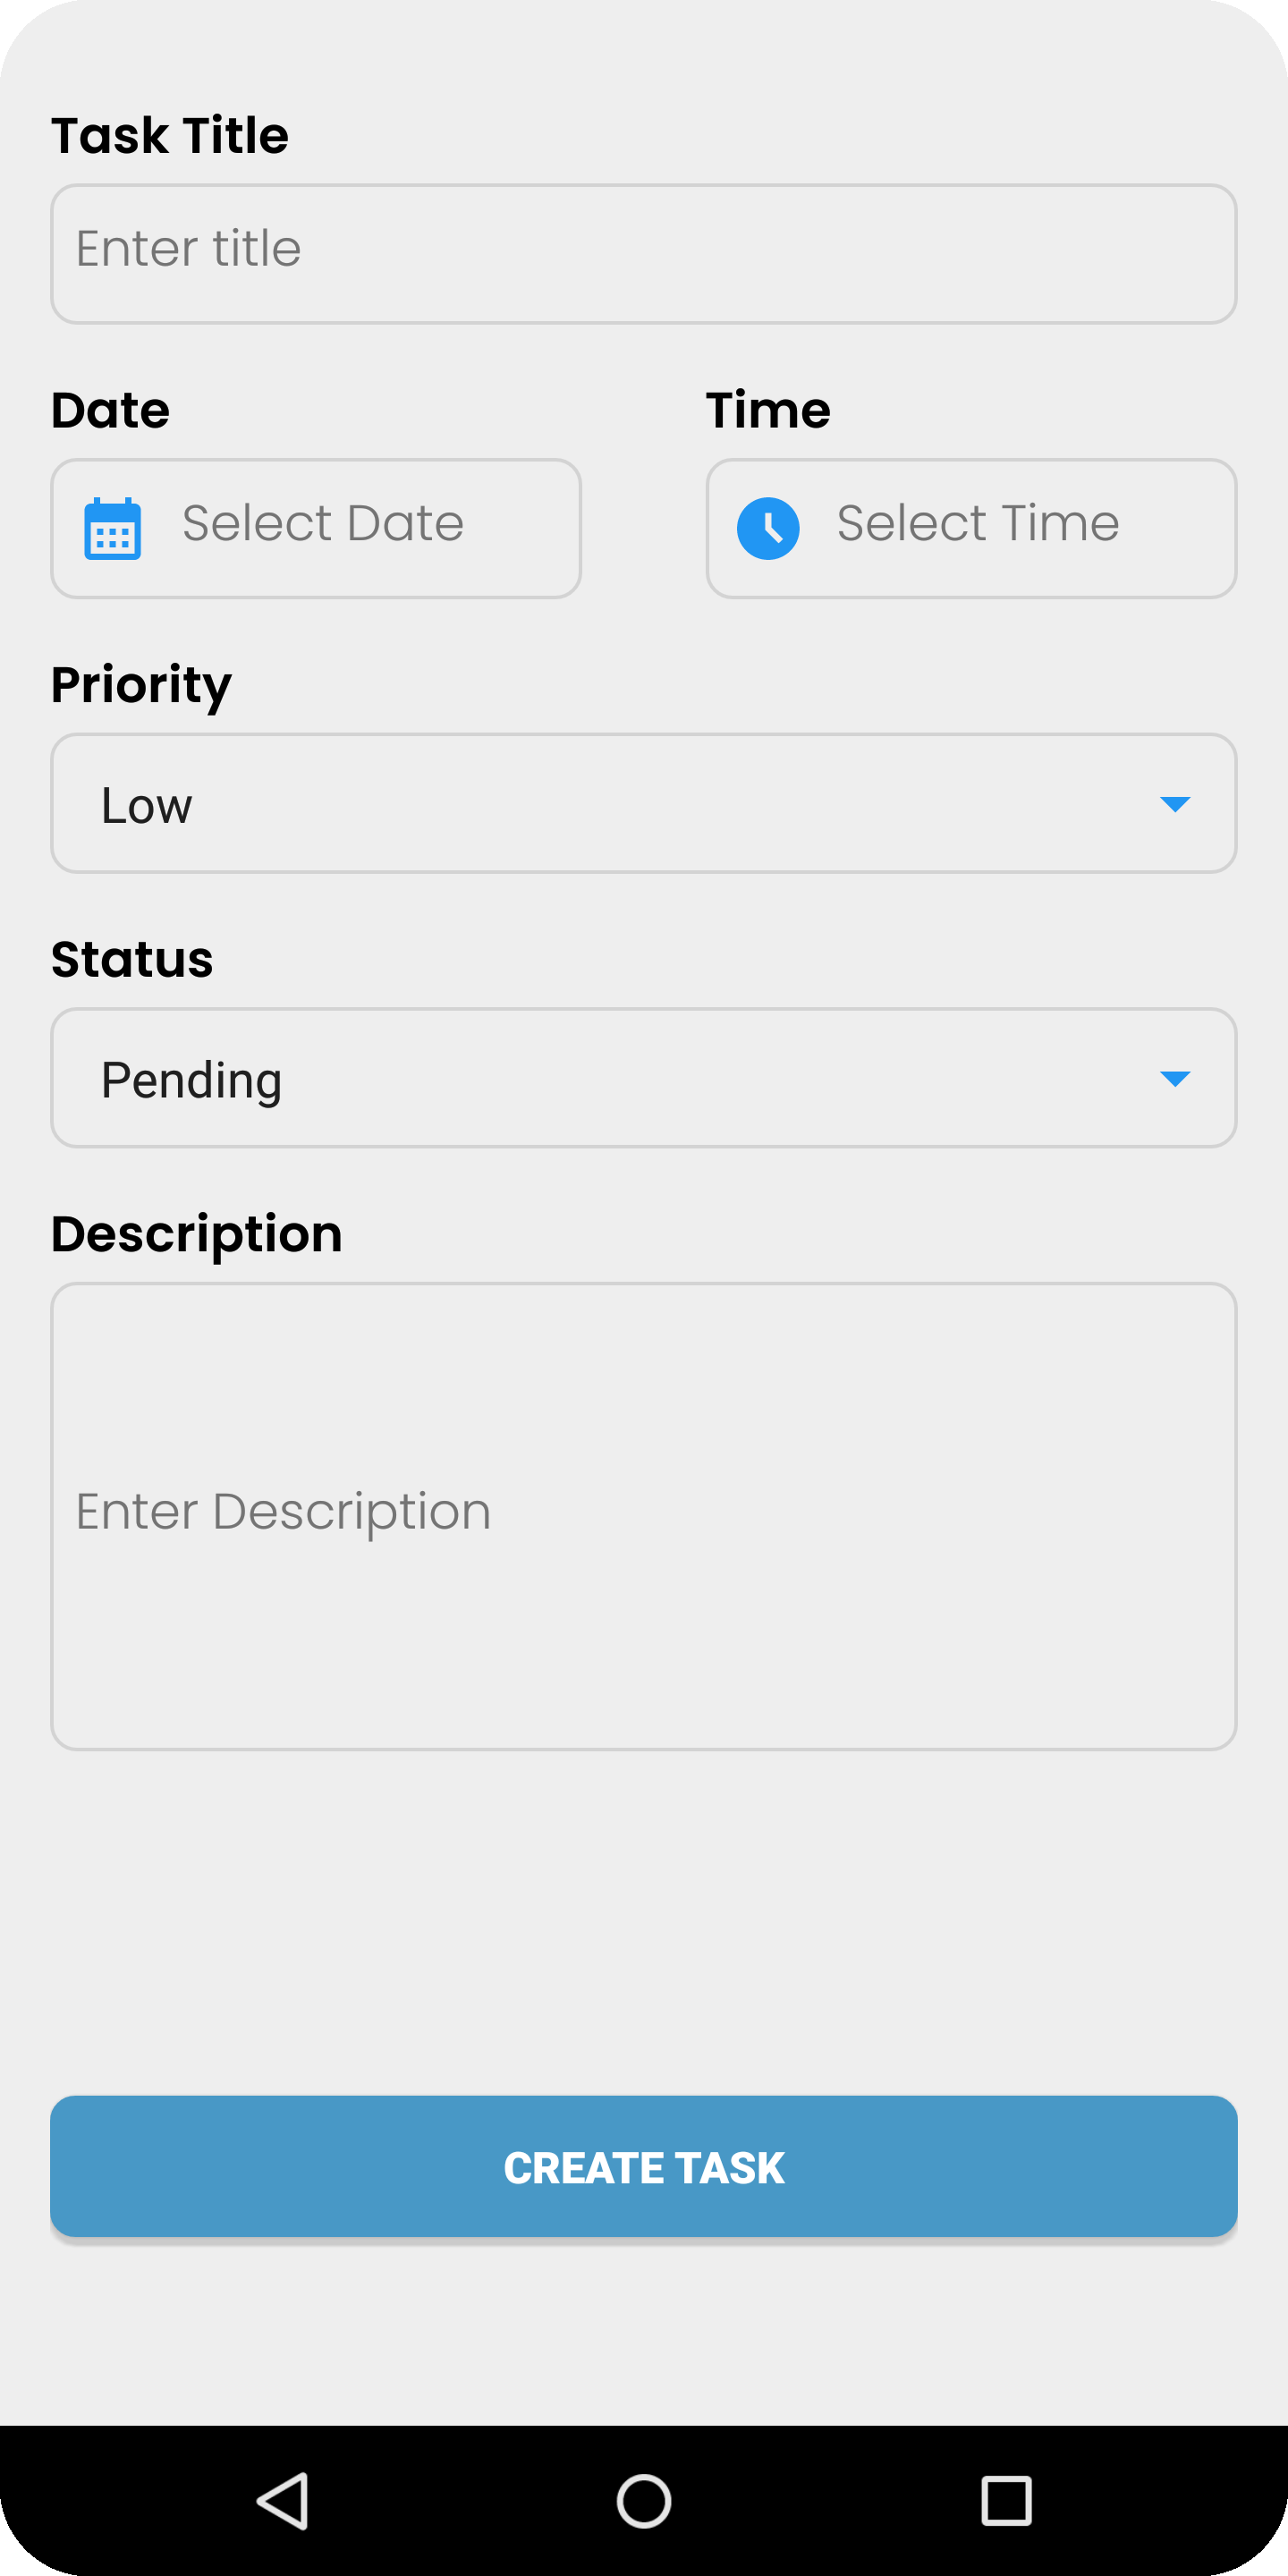 Task Title
Enter title
Date Time
Select Date Select Time
Priority
Low
Status
Pending
Description
Enter Description
CREATE TASK